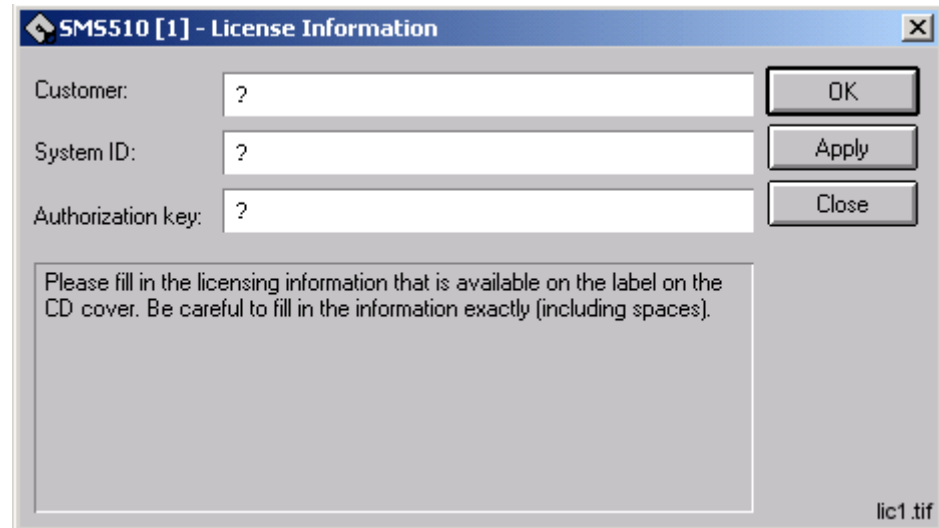 SMS510 [1] - License Information
Customer: ? OK
System ID: ? Apply
Authorization key: ? Close
Please fill in the licensing information that is available on the label on the
CD cover. Be careful to fill in the information exactly (including spaces).
lic1.tif